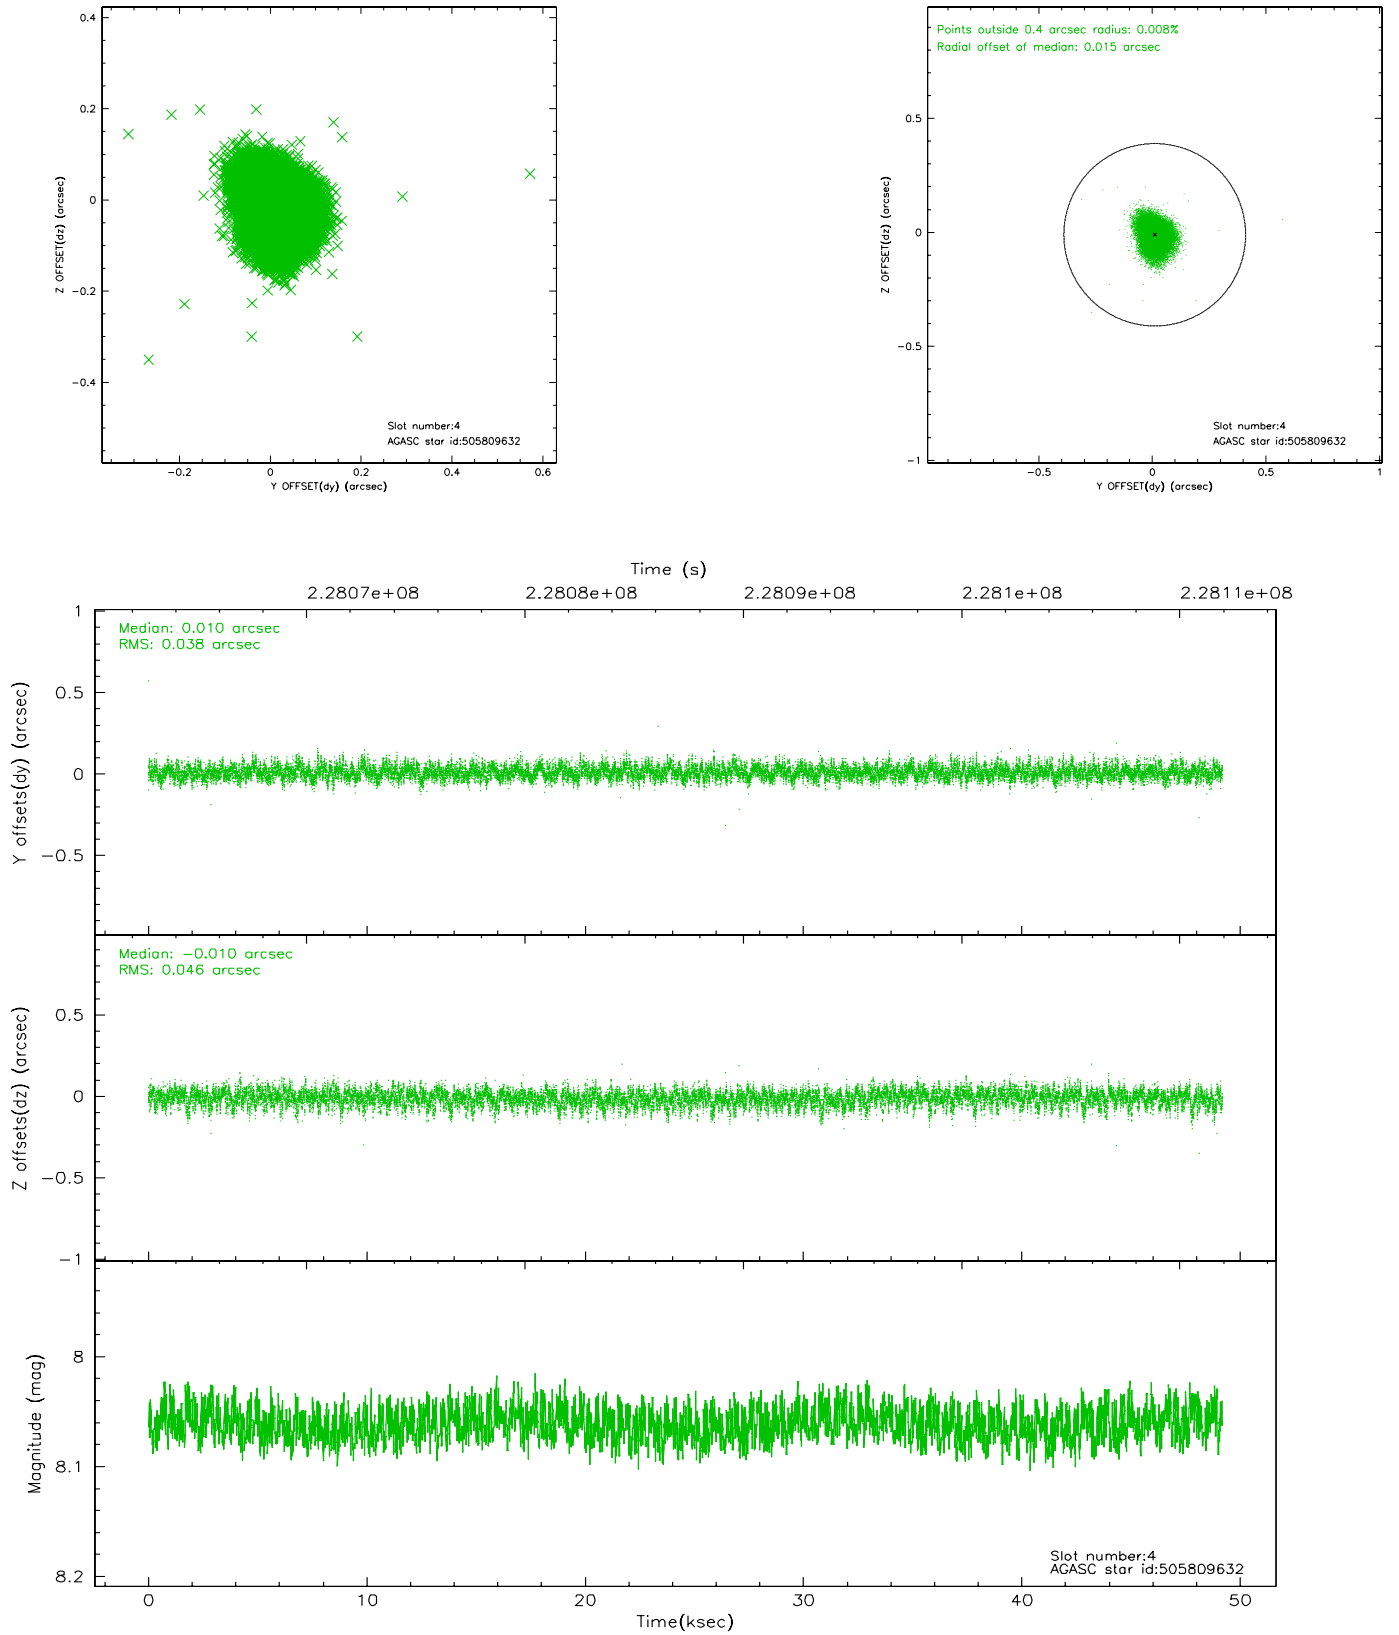 0.4
0.2
0
−0.2
−0.4
Z OFFSET(dz) (arcsec)
Slot number:4
AGASC star id:505809632
−0.2 0 0.2 0.4 0.6
Y OFFSET(dy) (arcsec)
Points outside 0.4 arcsec radius: 0.008%
Radial offset of median: 0.015 arcsec
0.5
0
−0.5
−1
Z OFFSET(dz) (arcsec)
Slot number:4
AGASC star id:505809632
−0.5 0 0.5 1
Y OFFSET(dy) (arcsec)
Time (s)
2.2807e+08 2.2808e+08 2.2809e+08 2.281e+08 2.2811e+08
Median: 0.010 arcsec
RMS: 0.038 arcsec
1
0.5
0
−0.5
Y offsets(dy) (arcsec)
Median: −0.010 arcsec
RMS: 0.046 arcsec
0.5
0
−0.5
−1
Z offsets(dz) (arcsec)
8
8.1
8.2
Magnitude (mag)
Slot number:4
AGASC star id:505809632
0 10 20 30 40 50
Time(ksec)